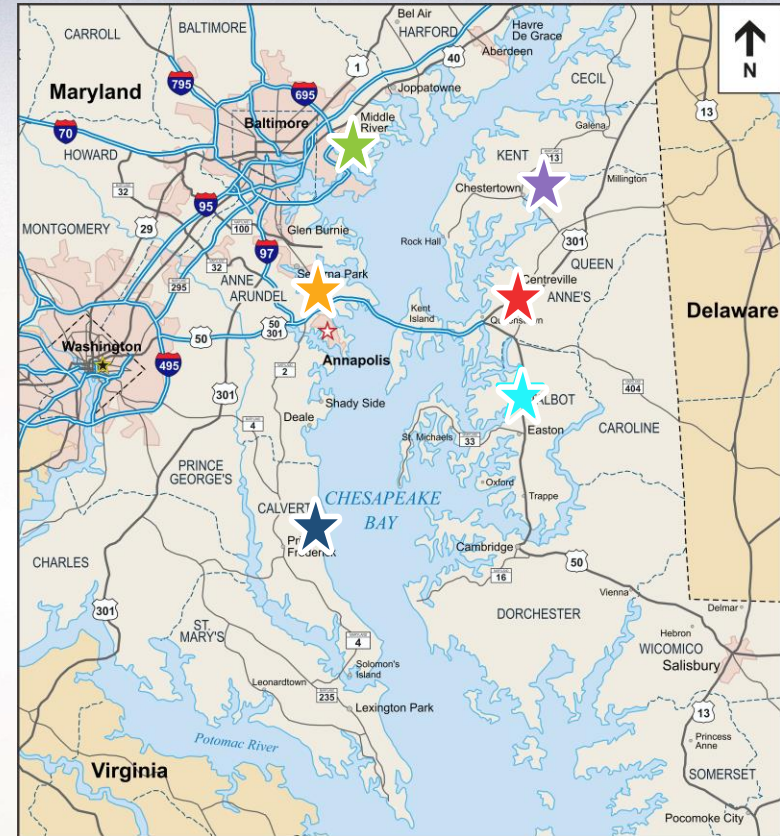 Bel Air
Havre
De Grace
CARROLL
BALTIMORE
HARFORD
N
40
Aberdeen
1
795
695
Joppatowne
CECIL
Maryland
13
Middle
River
Baltimore
Galena
70
KENT
213
HOWARD
Millington
Chestertown
32
95
29
100
Glen Burnie
MONTGOMERY
Rock Hall
301
97
QUEEN
32
295
ANNE
ARUNDEL
Park
Centreville
ANNE'S
Kent
Island
Delaware
50
301
50
Washington
Annapolis
495
2
404
301
Shady Side
4
Deale
St. Michaels
33
Easton
CAROLINE
PRINCE
GEORGE'S
Oxford
Trappe
CHESAPEAKE
BAY
CALVERT
Frederick
Cambridge
CHARLES
16
50
Vienna
301
DORCHESTER
Delmar
ST.
MARY'S
Hebron
4
WICOMICO
Salisbury
Solomon's
Island
Leonardtown
235
Lexington Park
13
Princess
Anne
Potomac River
Virginia
SOMERSET
Pocomoke City